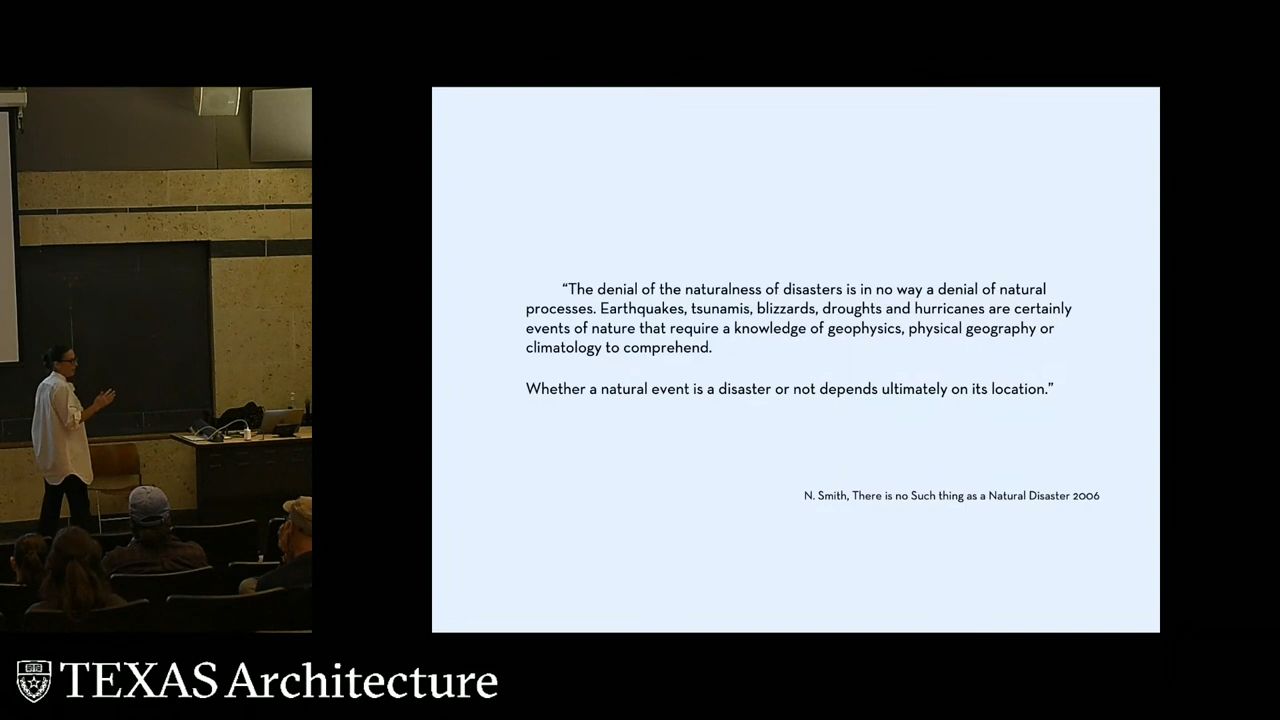 “The denial of the naturalness of disasters is in no way a denial of natural
processes. Earthquakes, tsunamis, blizzards, droughts and hurricanes are certainly
events of nature that require a knowledge of geophysics, physical geography or
climatology to comprehend.
Whether a natural event is a disaster or not depends ultimately on its location.”
N. Smith, There is no Such thing as a Natural Disaster 2006
TEXAS Architecture